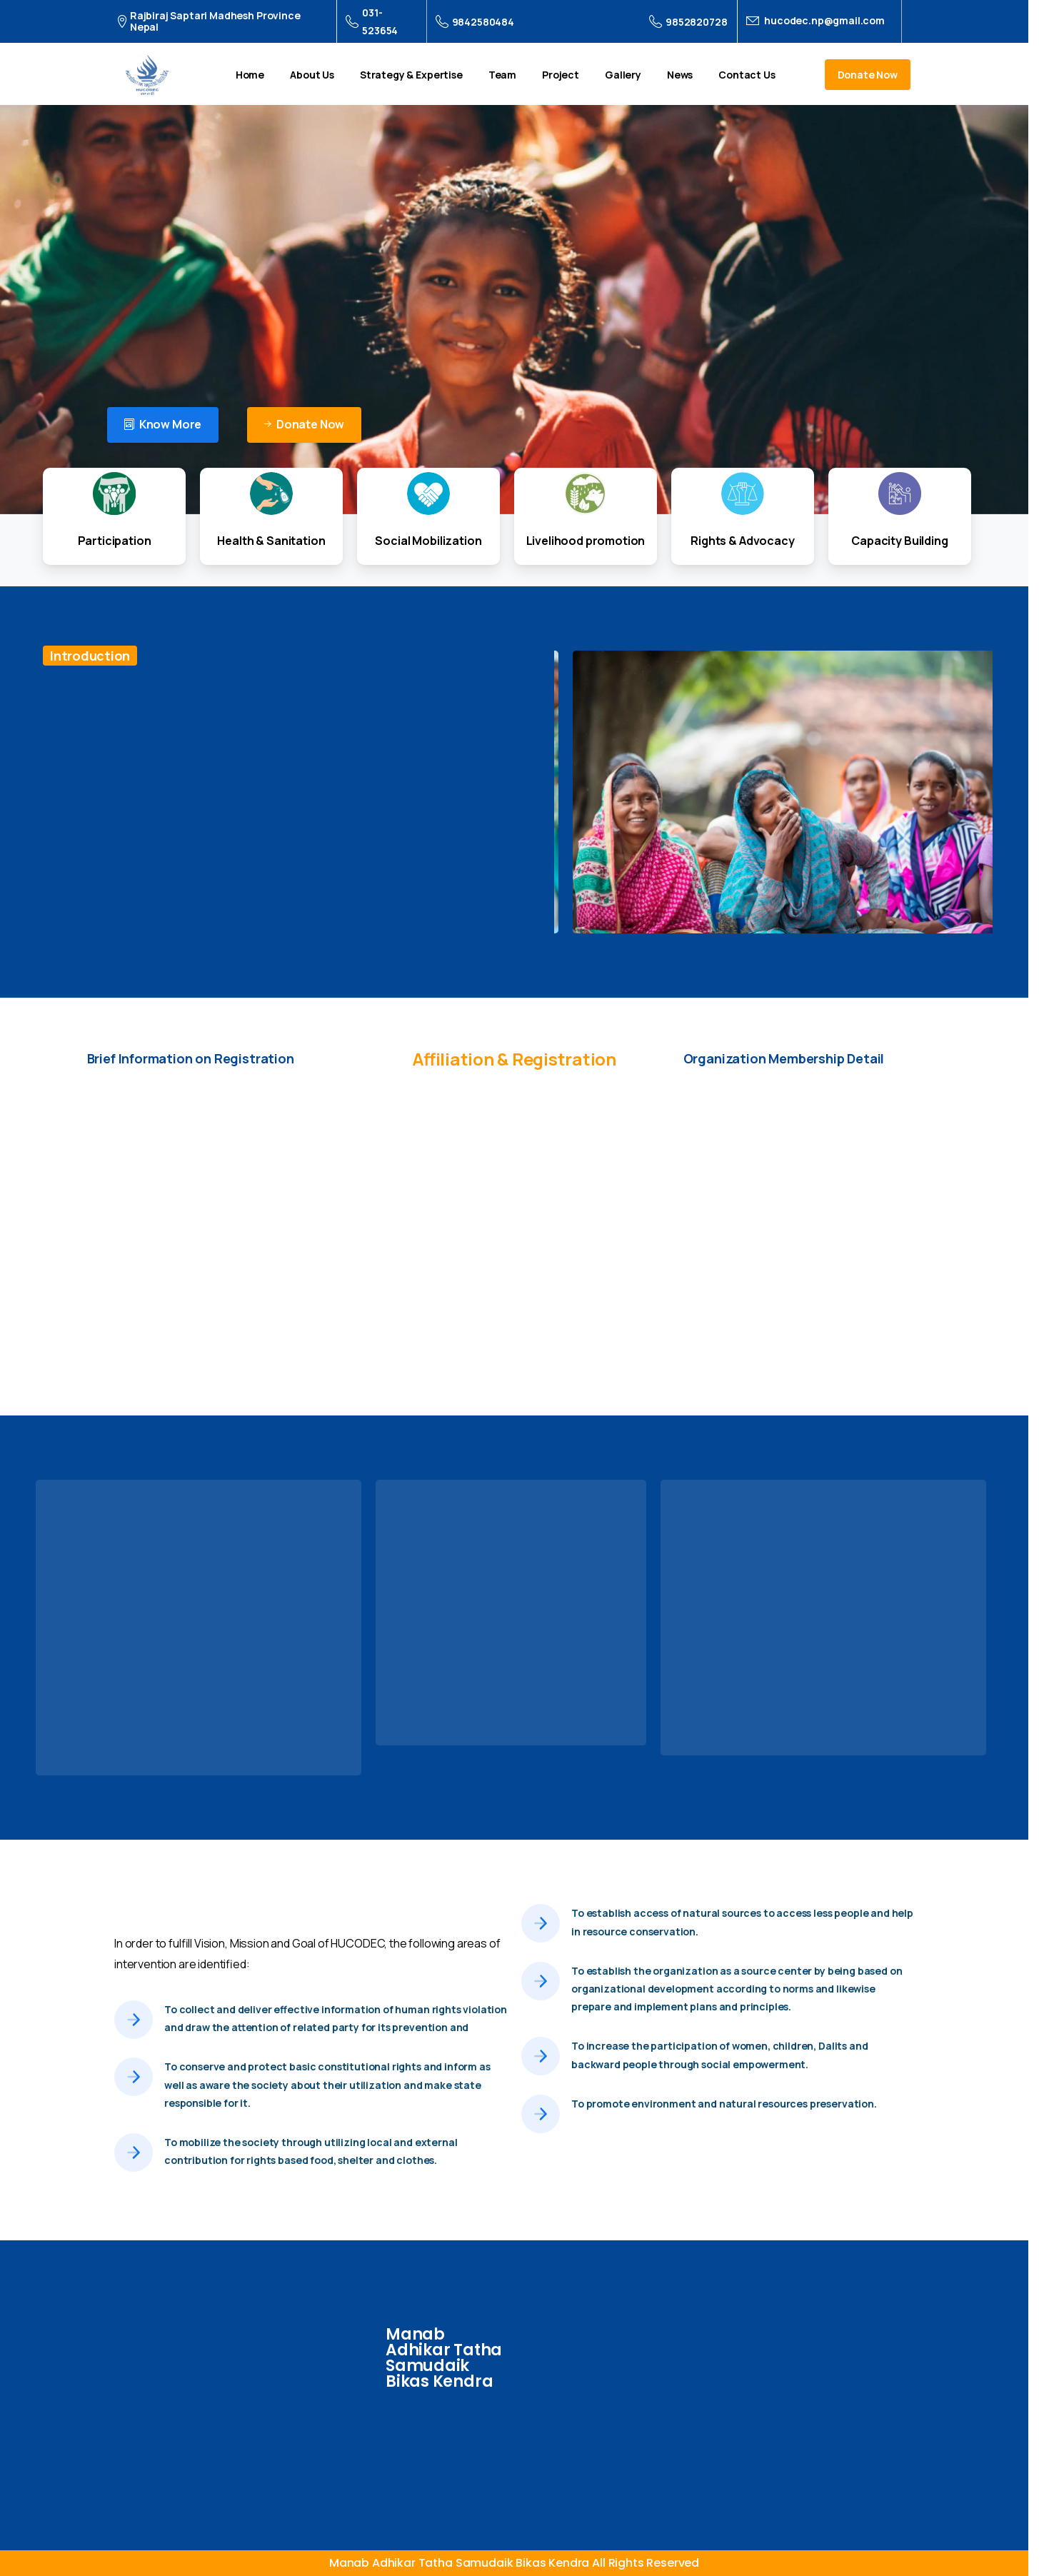 Rajbiraj Saptari Madhesh Province
Nepal
031-
523654
9842580484
9852820728
hucodec.np@gmail.com
Home
About Us
Strategy & Expertise
Team
Project
Gallery
News
Contact Us
Donate Now
Know More
Donate Now
Participation
Health & Sanitation
Social Mobilization
Livelihood promotion
Rights & Advocacy
Capacity Building
Introduction
Brief Information on Registration
Affiliation & Registration
Organization Membership Detail
In order to fulfill Vision, Mission and Goal of HUCODEC, the following areas of
intervention are identified:
To collect and deliver effective information of human rights violation
and draw the attention of related party for its prevention and
To conserve and protect basic constitutional rights and inform as
well as aware the society about their utilization and make state
responsible for it.
To mobilize the society through utilizing local and external
contribution for rights based food, shelter and clothes.
To establish access of natural sources to access less people and help
in resource conservation.
To establish the organization as a source center by being based on
organizational development according to norms and likewise
prepare and implement plans and principles.
To increase the participation of women, children, Dalits and
backward people through social empowerment.
To promote environment and natural resources preservation.
Manab
Adhikar Tatha
Samudaik
Bikas Kendra
Manab Adhikar Tatha Samudaik Bikas Kendra All Rights Reserved